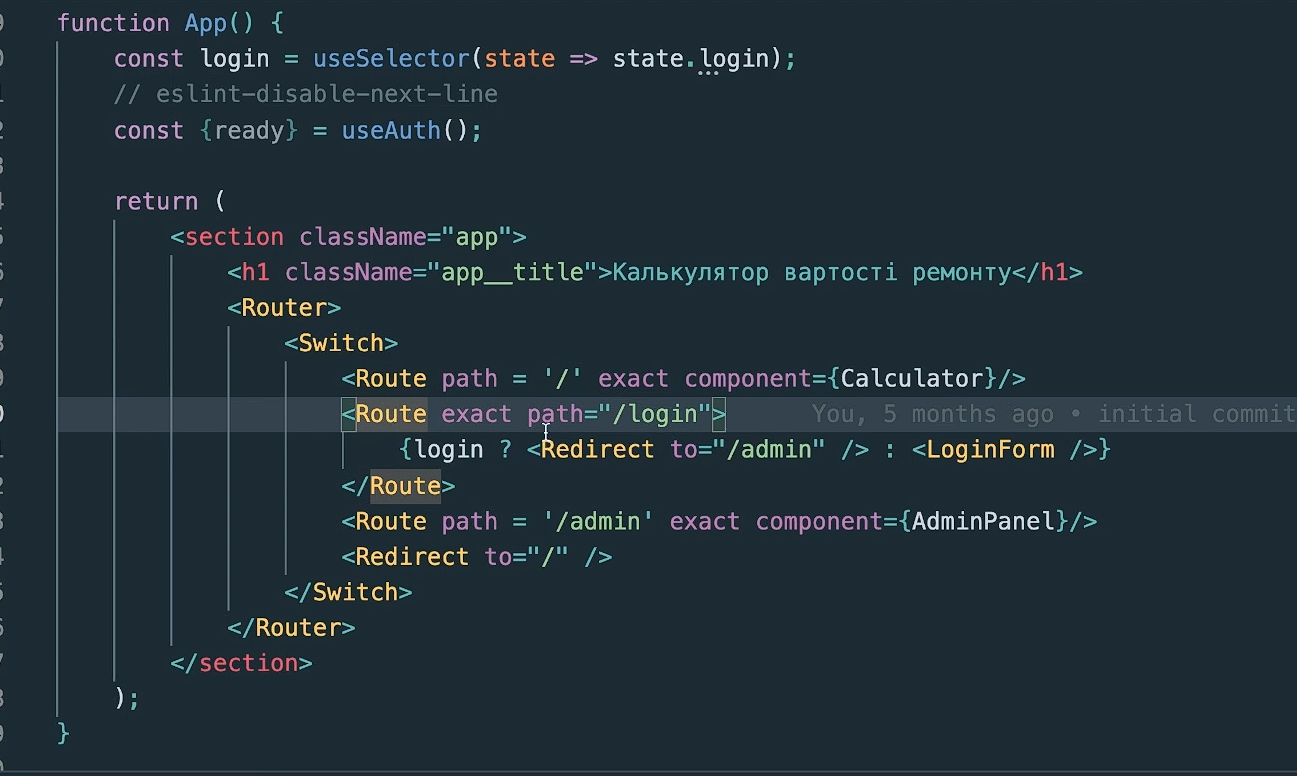 function App() {
const login = useSelector(state => state.login);
// eslint-disable-next-line
const {ready} = useAuth();
return (
<section className="app">
<h1 className="app__title">Калькулятор вартості ремонту</h1>
<Router>
<Switch>
<Route path = '/' exact component={Calculator}/>
<Route exact path="/login"> You, 5 months ago • initial commit
{login ? <Redirect to="/admin" /> : <LoginForm />}
</Route>
<Route path = '/admin' exact component={AdminPanel}/>
<Redirect to="/" />
</Switch>
</Router>
</section>
);
}